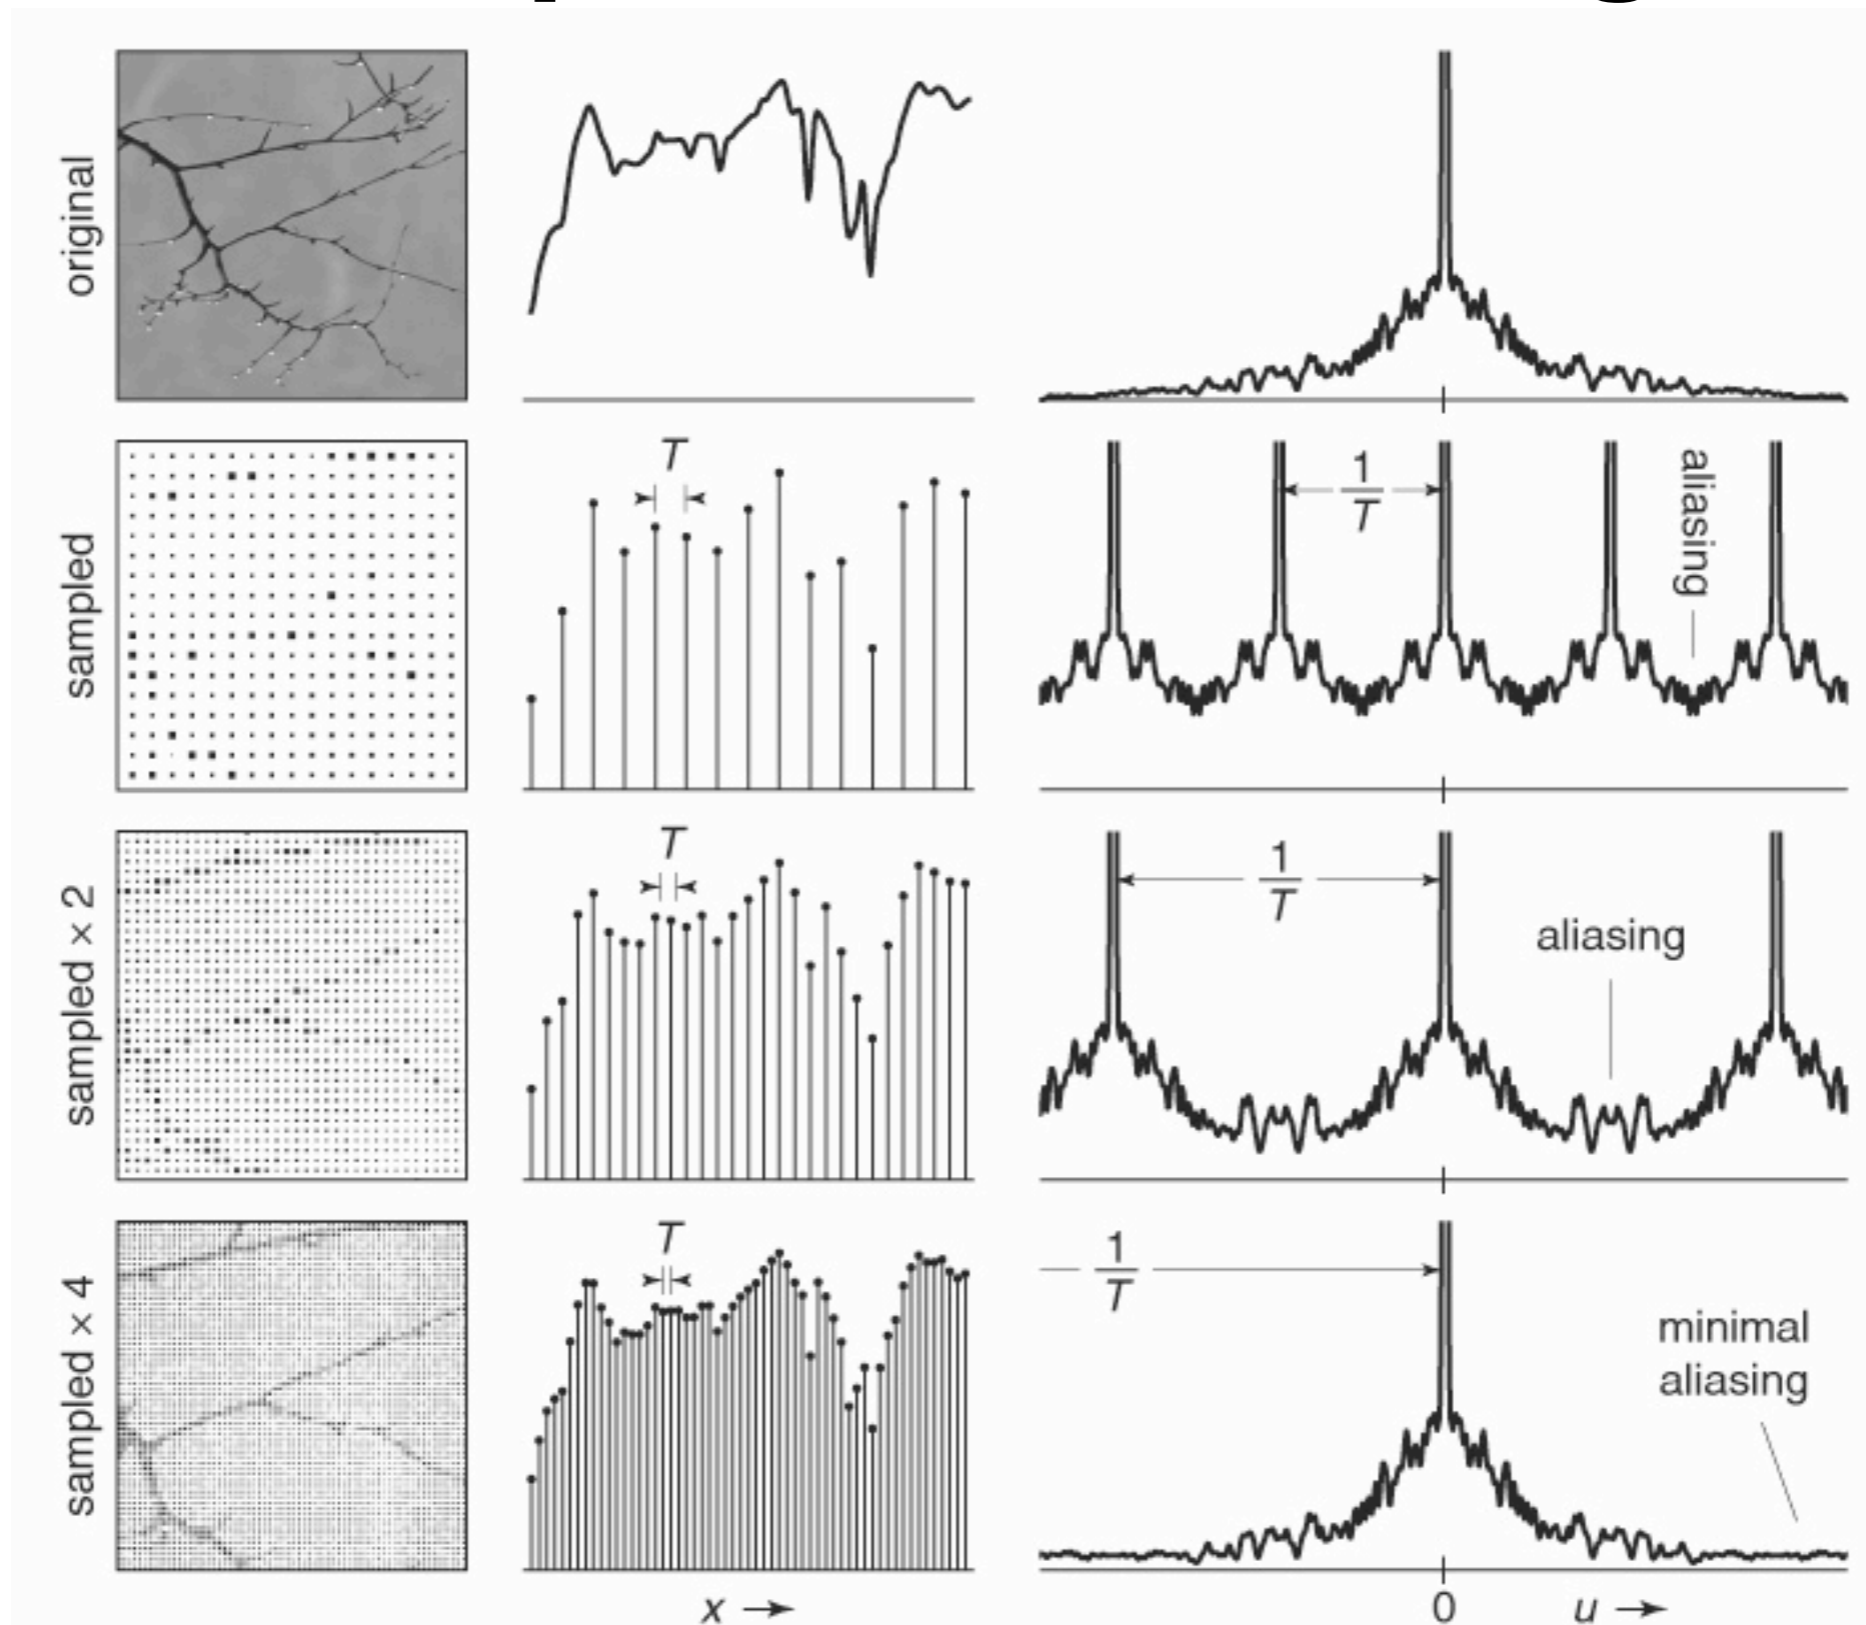 original
sampled
T
1
T
aliasing
sampled × 2
T
1
T
aliasing
sampled × 4
T
1
T
minimal
aliasing
x
0
u